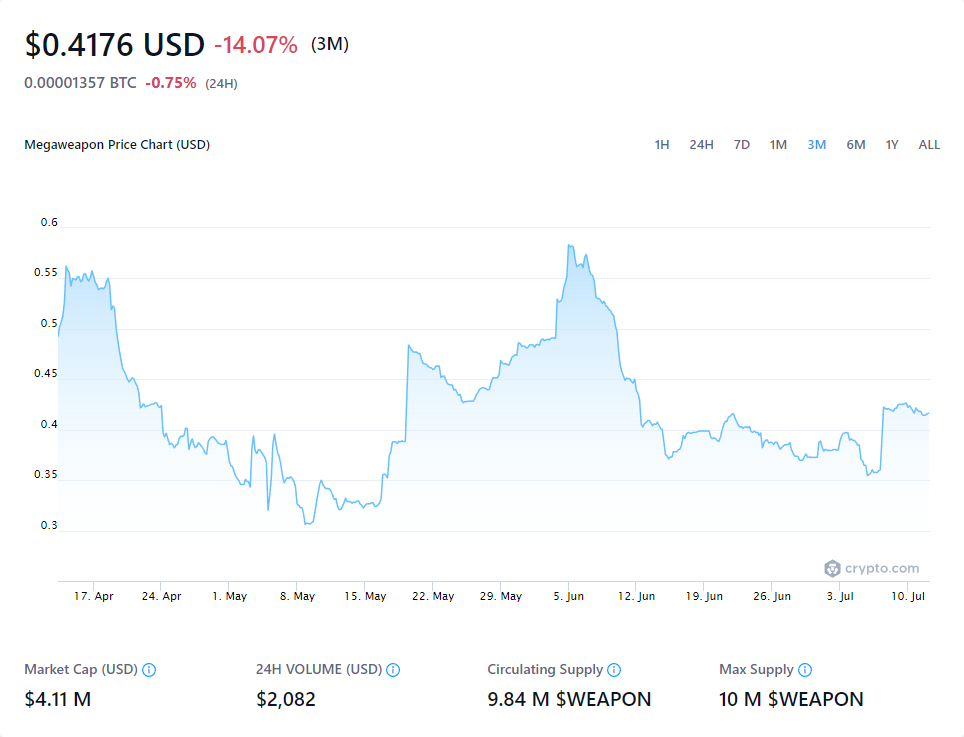 $0.4176 USD -14.07% (3M)
0.00001357 BTC -0.75% (24H)
Megaweapon Price Chart (USD) 1H 24H 7D 1M 3M 6M 1Y ALL
0.6
0.55
0.5
0.45
0.4
0.35
0.3
crypto.com
17. Apr 24. Apr 1. May 8. May 15. May 22. May 29. May 5. Jun 12. Jun 19. Jun 26. Jun 3. Jul 10. Jul
Market Cap (USD) 24H VOLUME (USD) Circulating Supply Max Supply
$4.11 M $2,082 9.84 M $WEAPON 10 M $WEAPON